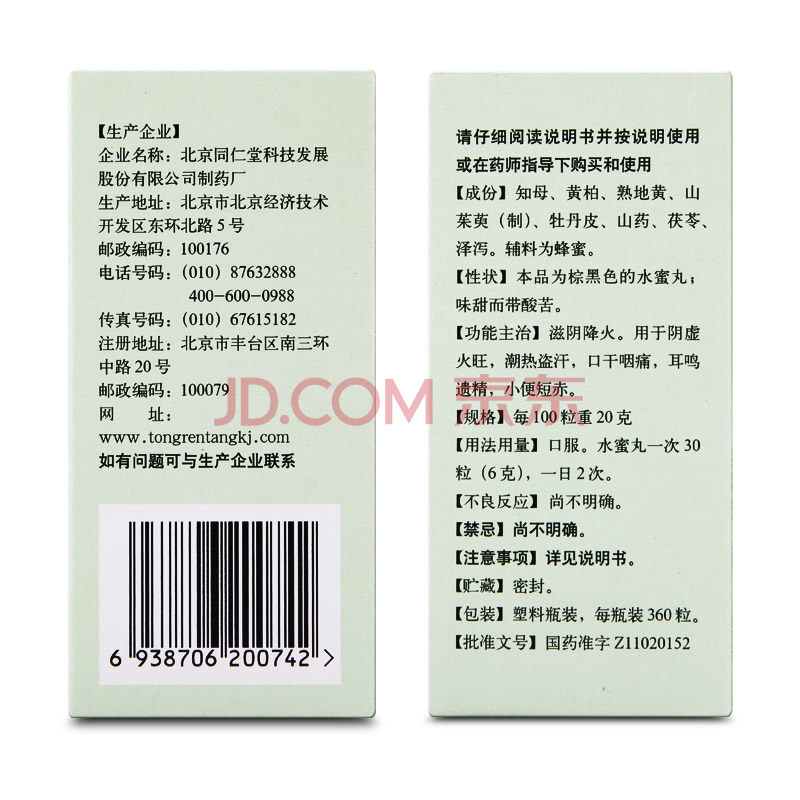 【生产企业】
企业名称：北京同仁堂科技发展
股份有限公司制药厂
生产地址：北京市北京经济技术
开发区东环北路5号
邮政编码：100176
电话号码：（010）87632888
400-600-0988
传真号码：（010）67615182
注册地址：北京市丰台区南三环
中路20号
邮政编码：100079
网 址：
www.tongrentangkj.com
如有问题可与生产企业联系
6 938706 200742 >
请仔细阅读说明书并按说明使用
或在药师指导下购买和使用
【成份】知母、黄柏、熟地黄、山
茱萸（制）、牡丹皮、山药、茯苓、
泽泻。辅料为蜂蜜。
【性状】本品为棕黑色的水蜜丸；
味甜而带酸苦。
【功能主治】滋阴降火。用于阴虚
火旺，潮热盗汗，口干咽痛，耳鸣
遗精，小便短赤。
【规格】每100粒重20克
【用法用量】口服。水蜜丸一次30
粒（6克），一日2次。
【不良反应】尚不明确。
【禁忌】尚不明确。
【注意事项】详见说明书。
【贮藏】密封。
【包装】塑料瓶装，每瓶装360粒。
【批准文号】国药准字Z11020152
JD.COM 京东